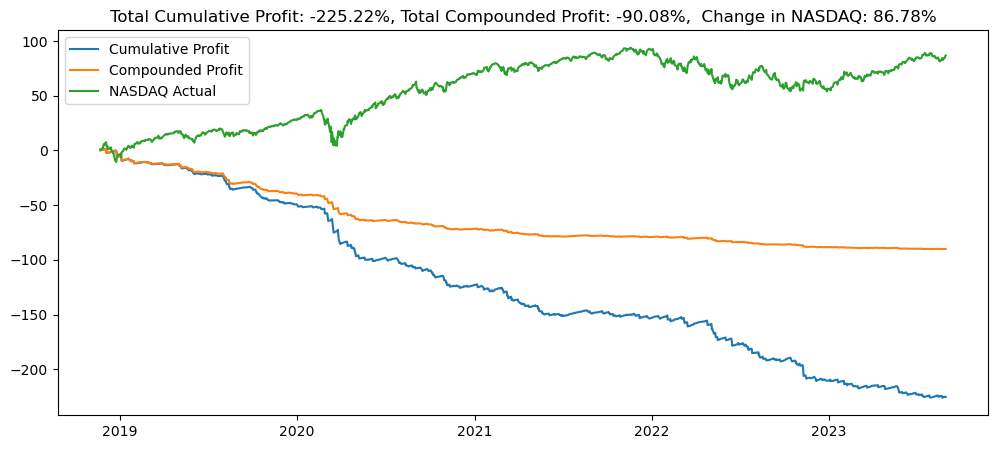 Total Cumulative Profit: -225.22%, Total Compounded Profit: -90.08%,  Change in NASDAQ: 86.78%
Cumulative Profit
Compounded Profit
NASDAQ Actual
100
50
0
−50
−100
−150
−200
2019 2020 2021 2022 2023